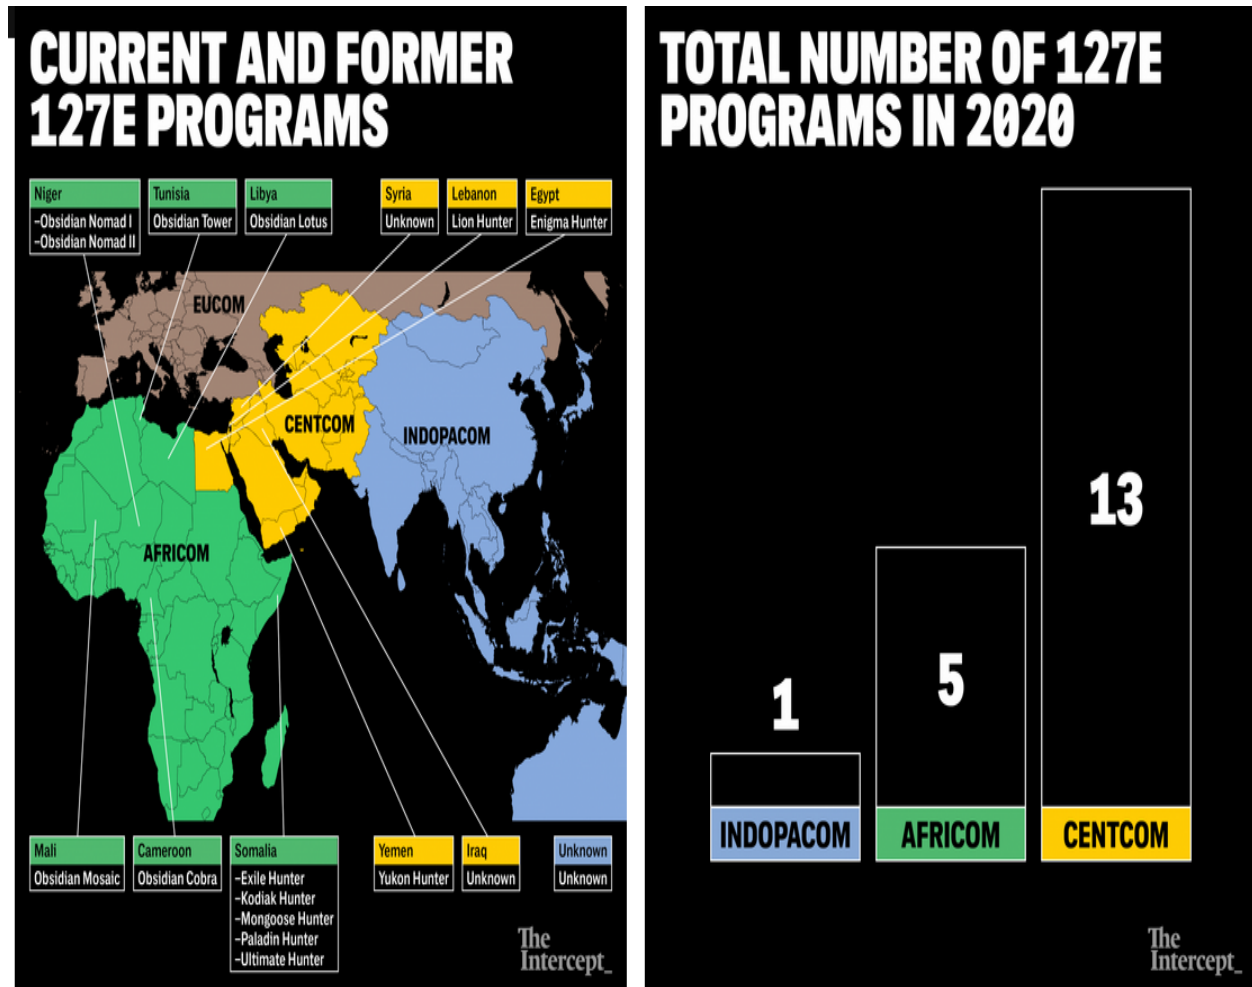 CURRENT AND FORMER
127E PROGRAMS
Niger
-Obsidian Nomad I
-Obsidian Nomad II
Tunisia
Obsidian Tower
Libya
Obsidian Lotus
Syria
Unknown
Lebanon
Lion Hunter
Egypt
Enigma Hunter
EUCOM
CENTCOM
INDOPACOM
AFRICOM
Mali
Obsidian Mosaic
Cameroon
Obsidian Cobra
Somalia
-Exile Hunter
-Kodiak Hunter
-Mongoose Hunter
-Paladin Hunter
-Ultimate Hunter
Yemen
Yukon Hunter
Iraq
Unknown
Unknown
Unknown
The
Intercept_
TOTAL NUMBER OF 127E
PROGRAMS IN 2020
1
5
13
INDOPACOM
AFRICOM
CENTCOM
The
Intercept_